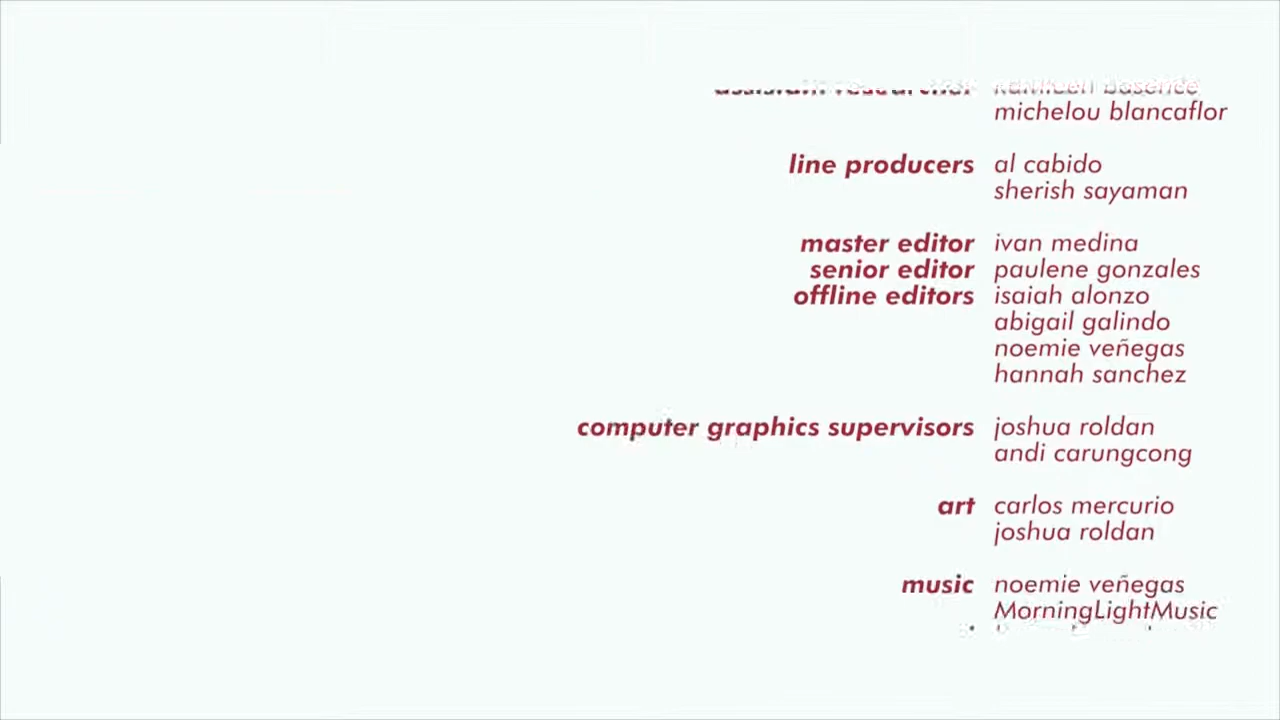 michelou blancaflor
line producers al cabido
sherish sayaman
master editor ivan medina
senior editor paulene gonzales
offline editors isaiah alonzo
abigail galindo
noemie veñegas
hannah sanchez
computer graphics supervisors joshua roldan
andi carungcong
art carlos mercurio
joshua roldan
music noemie veñegas
MorningLightMusic